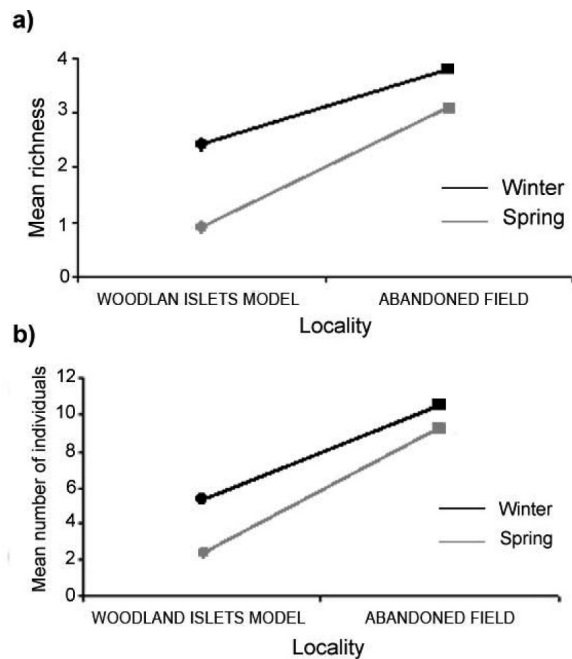 a)
Mean richness
4
3
2
1
0
Winter
Spring
WOODLAN ISLETS MODEL ABANDONED FIELD
Locality
b)
Mean number of individuals
12
10
8
6
4
2
0
Winter
Spring
WOODLAND ISLETS MODEL ABANDONED FIELD
Locality